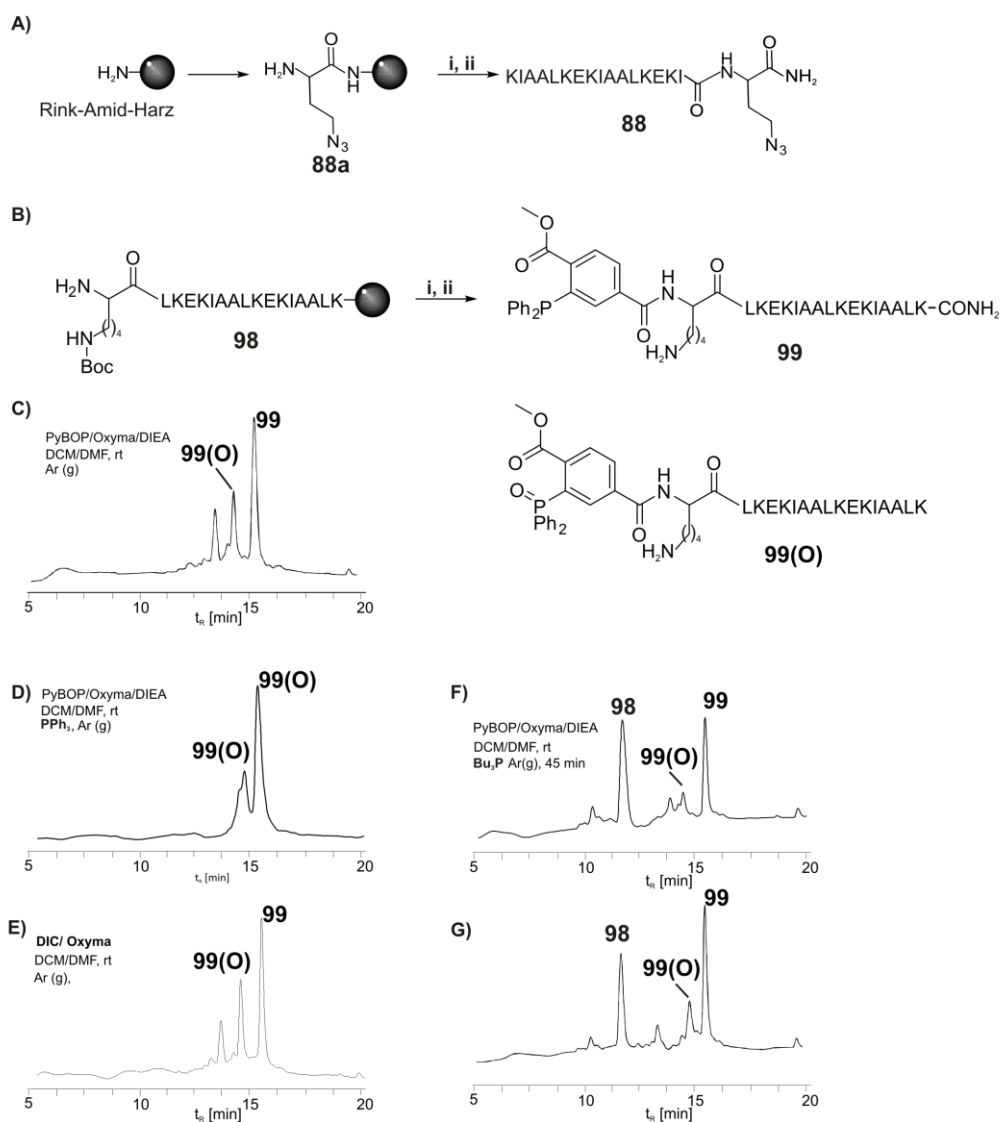 A)
H₂N
Rink-Amid-Harz
H₂N
O
N
H
N₃
88a
i, ii
KIAALKEKIAALKEKI
O
H
N
O
NH₂
N₃
88
B)
H₂N
O
LKEKIAALKEKIAALK
HN
4
Boc
98
i, ii
O
O
Ph₂P
O
H
N
O
H₂N
4
LKEKIAALKEKIAALK-CONH₂
99
C)
PyBOP/Oxyma/DIEA
DCM/DMF, rt
Ar (g)
99(O)
99
5 10 15 20
tR [min]
O
O
O
P
Ph₂
O
H
N
O
H₂N
4
LKEKIAALKEKIAALK
99(O)
D)
PyBOP/Oxyma/DIEA
DCM/DMF, rt
PPh₃, Ar (g)
99(O)
99(O)
5 10 15 20
tR [min]
E)
DIC/ Oxyma
DCM/DMF, rt
Ar (g),
99(O)
99
5 10 15 20
tR [min]
F)
PyBOP/Oxyma/DIEA
DCM/DMF, rt
Bu₃P Ar(g), 45 min
98
99(O)
99
5 10 15 20
tR [min]
G)
98
99(O)
99
5 10 15 20
tR [min]